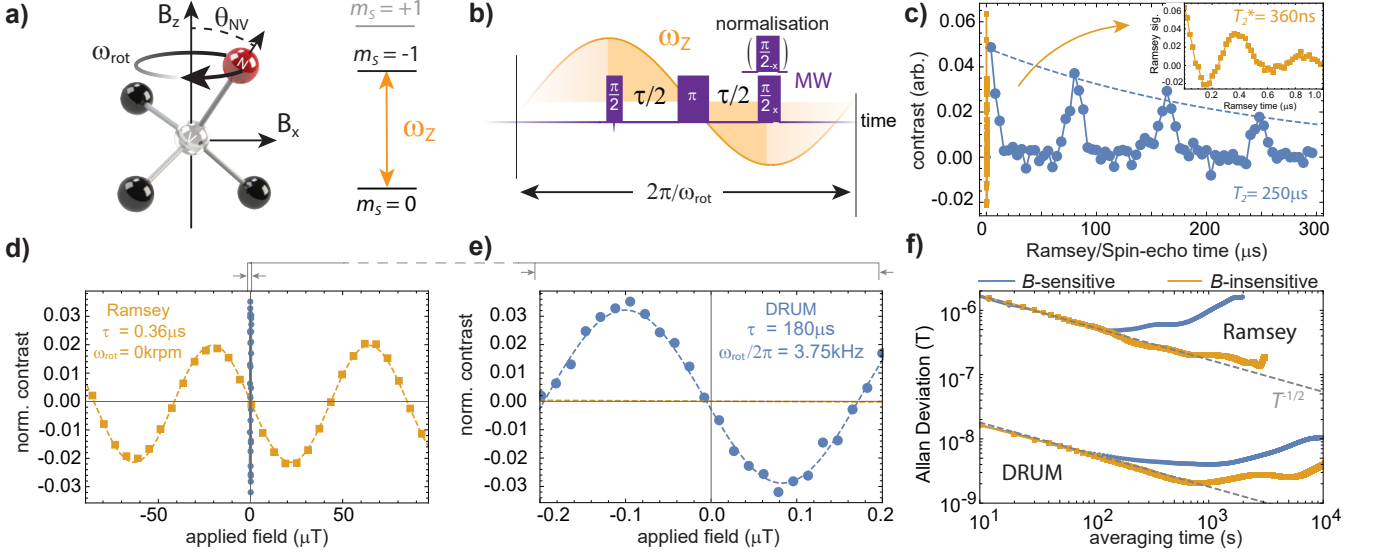 a)
B_z
θ_NV
ω_rot
N
B_x
m_S = +1
m_S = -1
ω_Z
m_S = 0
b)
normalisation
ω_Z
(π/2 -x)
MW
π/2
τ/2
π
τ/2
π/2 x
time
2π/ω_rot
c)
contrast (arb.)
0.06
0.04
0.02
0.00
-0.02
0
100
200
300
Ramsey/Spin-echo time (μs)
T_2 = 250μs
T_2* = 360ns
Ramsey sig.
0.04
0.02
0.00
-0.02
0.2
0.4
0.6
0.8
1.0
Ramsey time (μs)
d)
Ramsey
τ = 0.36μs
ω_rot = 0krpm
norm. contrast
0.03
0.02
0.01
0.00
-0.01
-0.02
-0.03
-50
0
50
applied field (μT)
e)
DRUM
τ = 180μs
ω_rot/2π = 3.75kHz
norm. contrast
0.03
0.02
0.01
0.00
-0.01
-0.02
-0.03
-0.2
-0.1
0.0
0.1
0.2
applied field (μT)
f)
B-sensitive
B-insensitive
Allan Deviation (T)
10^-6
10^-7
10^-8
10^-9
Ramsey
T^-1/2
DRUM
10^1
10^2
10^3
10^4
averaging time (s)